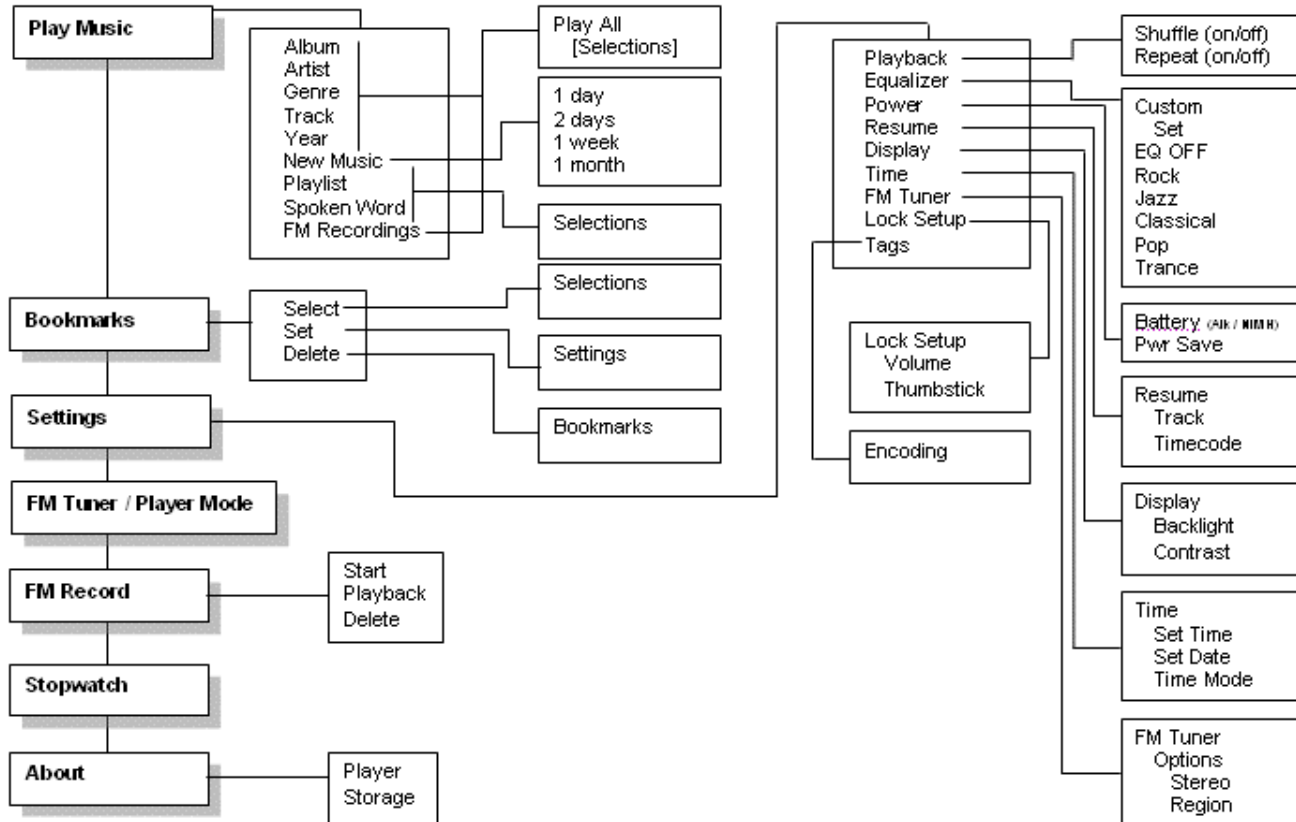 Play Music
Album
Artist
Genre
Track
Year
New Music
Playlist
Spoken Word
FM Recordings
Play All
[Selections]
1 day
2 days
1 week
1 month
Selections
Bookmarks
Select
Set
Delete
Selections
Settings
Bookmarks
Settings
FM Tuner / Player Mode
FM Record
Start
Playback
Delete
Stopwatch
About
Player
Storage
Playback
Equalizer
Power
Resume
Display
Time
FM Tuner
Lock Setup
Tags
Lock Setup
Volume
Thumbstick
Encoding
Shuffle (on/off)
Repeat (on/off)
Custom
Set
EQ OFF
Rock
Jazz
Classical
Pop
Trance
Battery (Alk / NIMH)
Pwr Save
Resume
Track
Timecode
Display
Backlight
Contrast
Time
Set Time
Set Date
Time Mode
FM Tuner
Options
Stereo
Region